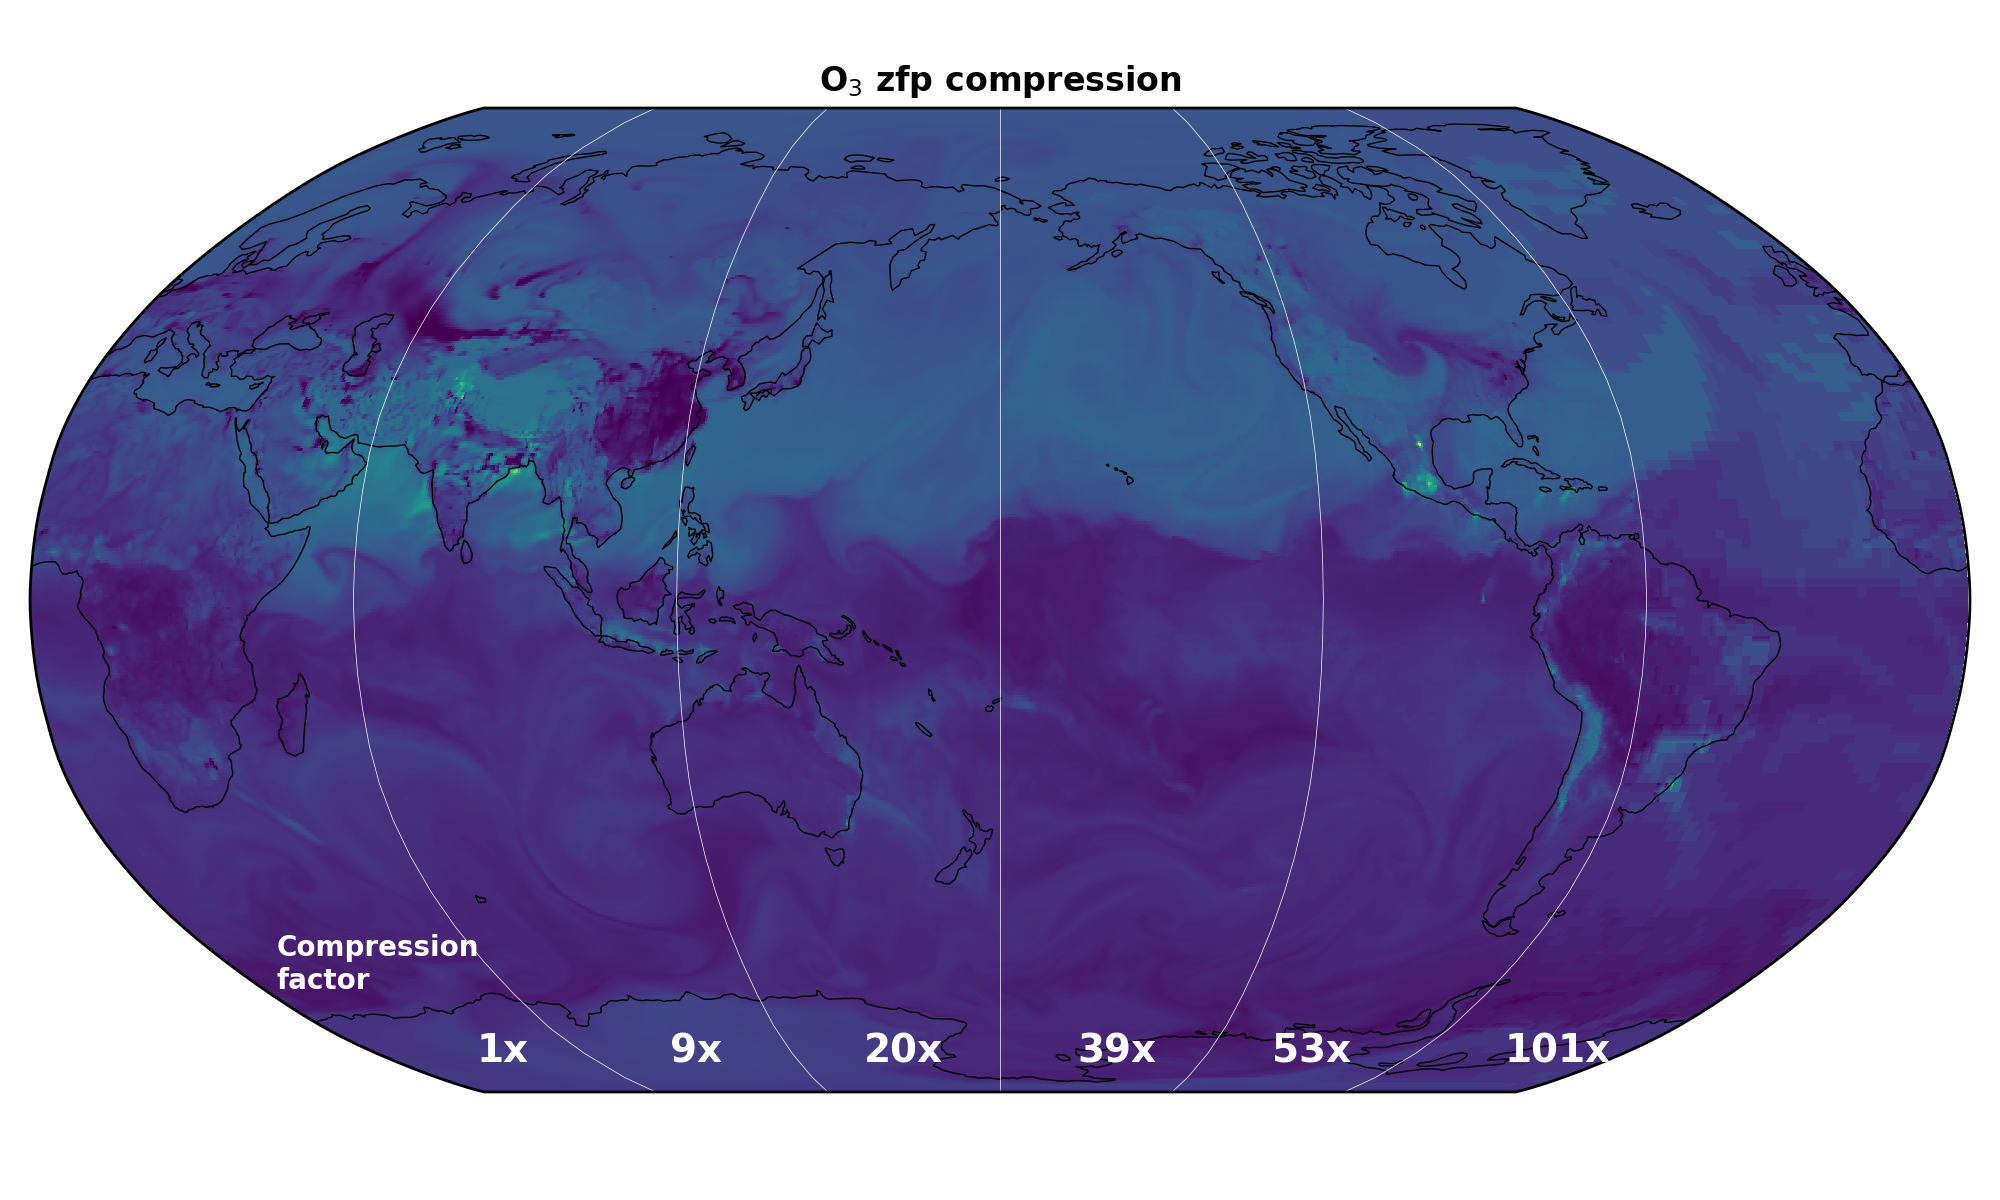 O₃ zfp compression
Compression
factor
1x 9x 20x 39x 53x 101x